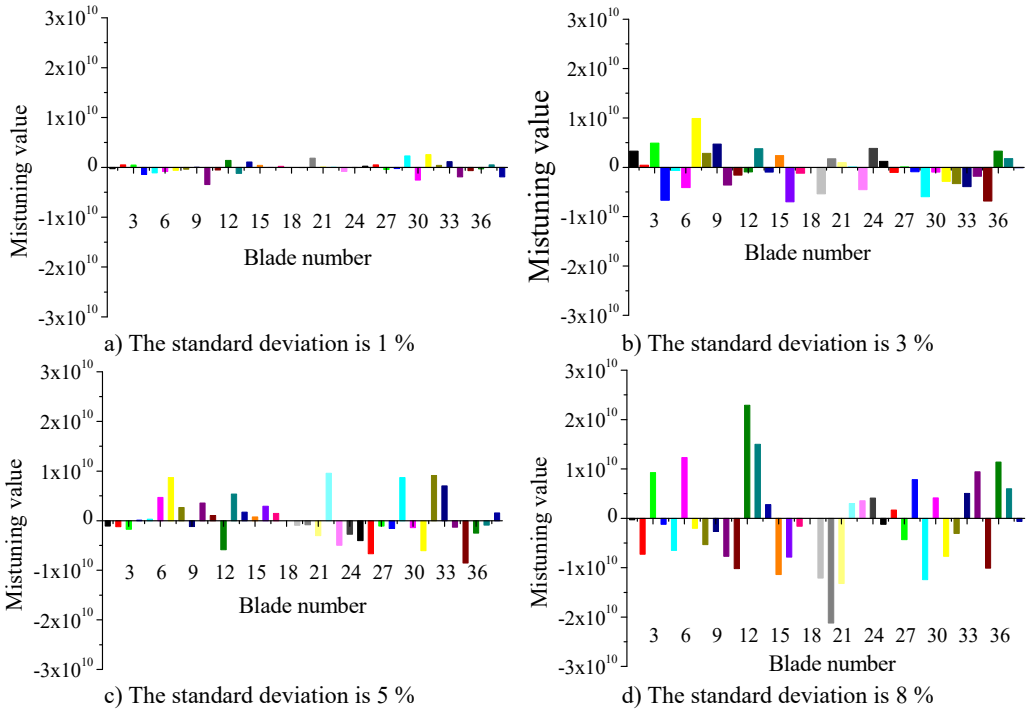 3x10^10
2x10^10
1x10^10
0
-1x10^10
-2x10^10
-3x10^10
Mistuning value
3 6 9 12 15 18 21 24 27 30 33 36
Blade number
a) The standard deviation is 1 %
3x10^10
2x10^10
1x10^10
0
-1x10^10
-2x10^10
-3x10^10
Mistuning value
3 6 9 12 15 18 21 24 27 30 33 36
Blade number
b) The standard deviation is 3 %
3x10^10
2x10^10
1x10^10
0
-1x10^10
-2x10^10
-3x10^10
Mistuning value
3 6 9 12 15 18 21 24 27 30 33 36
Blade number
c) The standard deviation is 5 %
3x10^10
2x10^10
1x10^10
0
-1x10^10
-2x10^10
-3x10^10
Mistuning value
3 6 9 12 15 18 21 24 27 30 33 36
Blade number
d) The standard deviation is 8 %